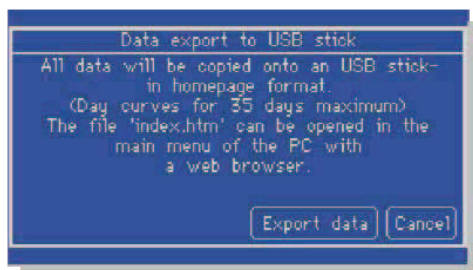 Data export to USB stick
All data will be copied onto an USB stick-
in homepage format.
(Day curves for 35 days maximum)
The file 'index.htm' can be opened in the
main menu of the PC with
a web browser.
Export data Cancel